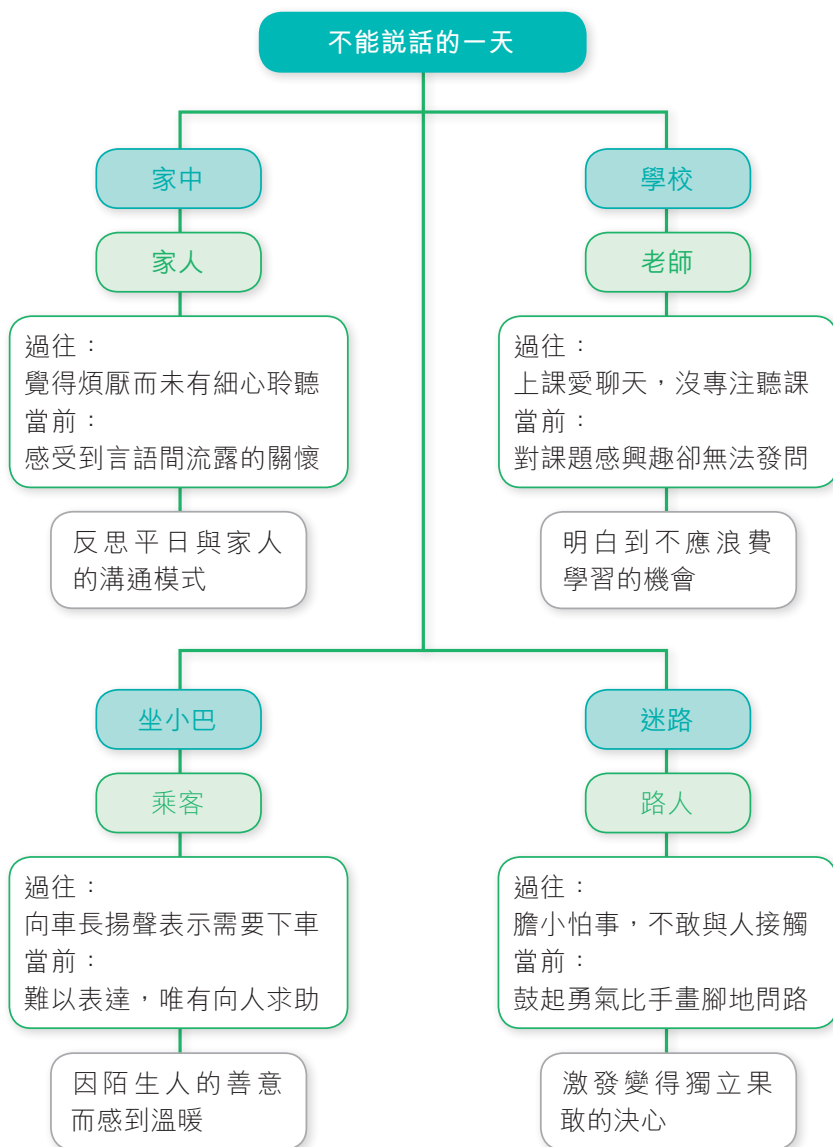 不能説話的一天
家中
家人
過往：
覺得煩厭而未有細心聆聽
當前：
感受到言語間流露的關懷
反思平日與家人
的溝通模式
學校
老師
過往：
上課愛聊天，沒專注聽課
當前：
對課題感興趣卻無法發問
明白到不應浪費
學習的機會
坐小巴
乘客
過往：
向車長揚聲表示需要下車
當前：
難以表達，唯有向人求助
因陌生人的善意
而感到溫暖
迷路
路人
過往：
膽小怕事，不敢與人接觸
當前：
鼓起勇氣比手畫腳地問路
激發變得獨立果
敢的決心